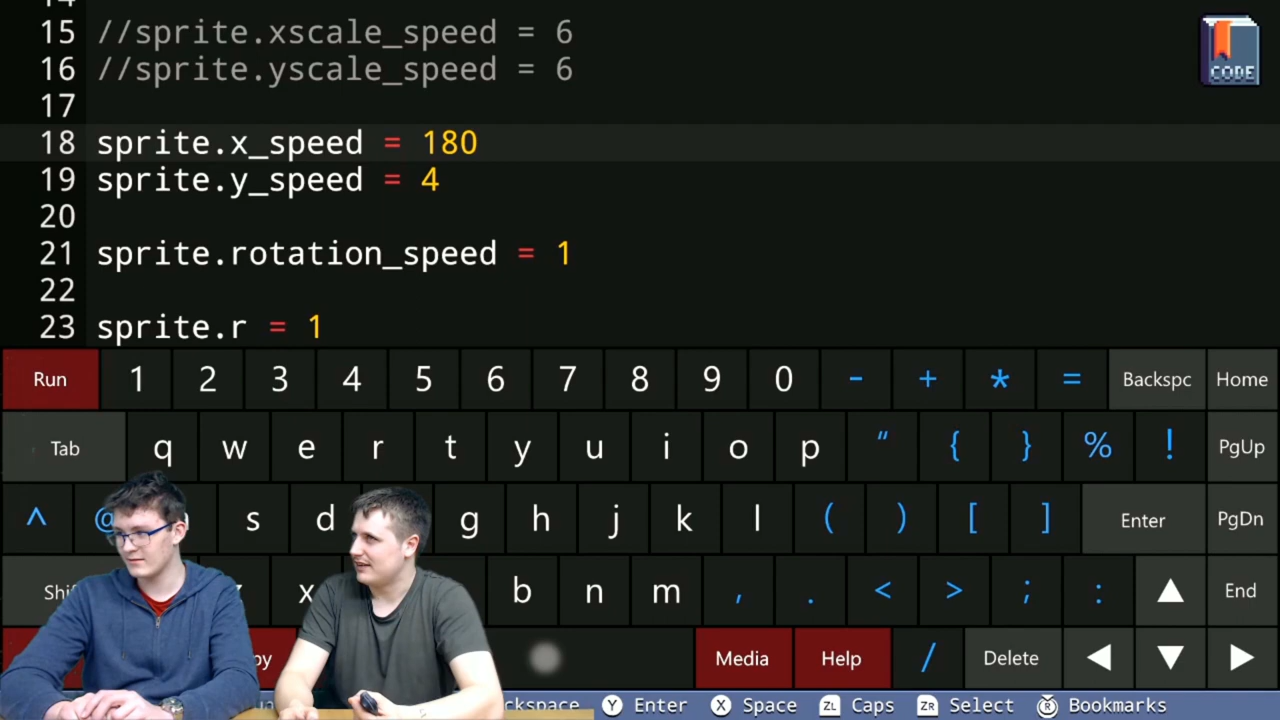 15 //sprite.xscale_speed = 6
16 //sprite.yscale_speed = 6
17
18 sprite.x_speed = 180
19 sprite.y_speed = 4
20
21 sprite.rotation_speed = 1
22
23 sprite.r = 1
CODE
Run 1 2 3 4 5 6 7 8 9 0 - + * = Backspc Home
Tab q w e r t y u i o p “ { } % ! PgUp
^ @ s d g h j k l ( ) [ ] Enter PgDn
x b n m , . < > ; : End
Media Help / Delete
Y Enter X Space ZL Caps ZR Select R Bookmarks